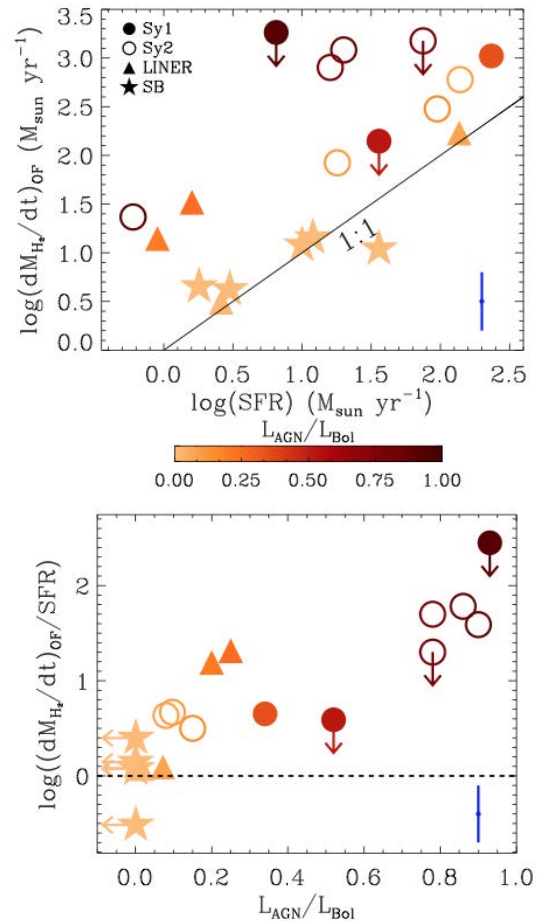 3.5
3.0
2.5
2.0
1.5
1.0
0.5
0.0
log(dM_H₂/dt)_OF (M_sun yr⁻¹)
Sy1
Sy2
LINER
SB
1:1
0.0 0.5 1.0 1.5 2.0 2.5
log(SFR) (M_sun yr⁻¹)
L_AGN/L_Bol
0.00 0.25 0.50 0.75 1.00
2
1
0
log((dM_H₂/dt)_OF/SFR)
0.0 0.2 0.4 0.6 0.8 1.0
L_AGN/L_Bol